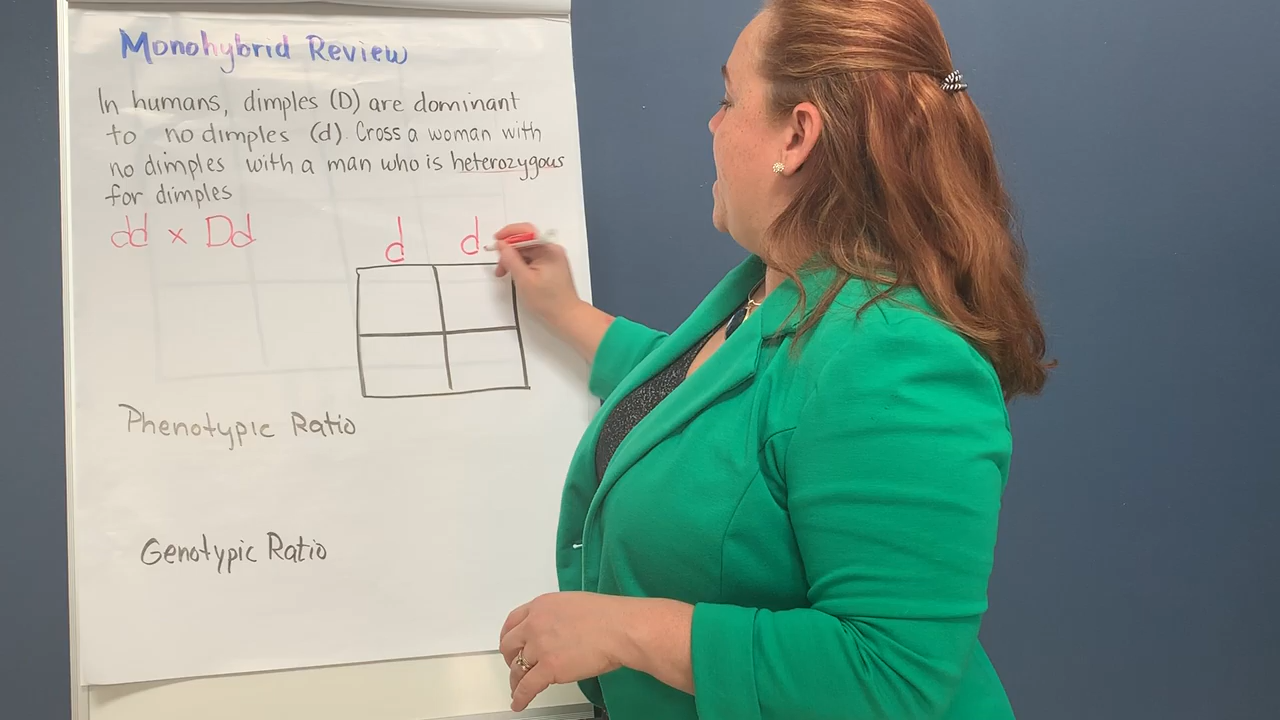 Monohybrid Review
In humans, dimples (D) are dominant
to no dimples (d). Cross a woman with
no dimples with a man who is heterozygous
for dimples
dd x Dd
d d
Phenotypic Ratio
Genotypic Ratio